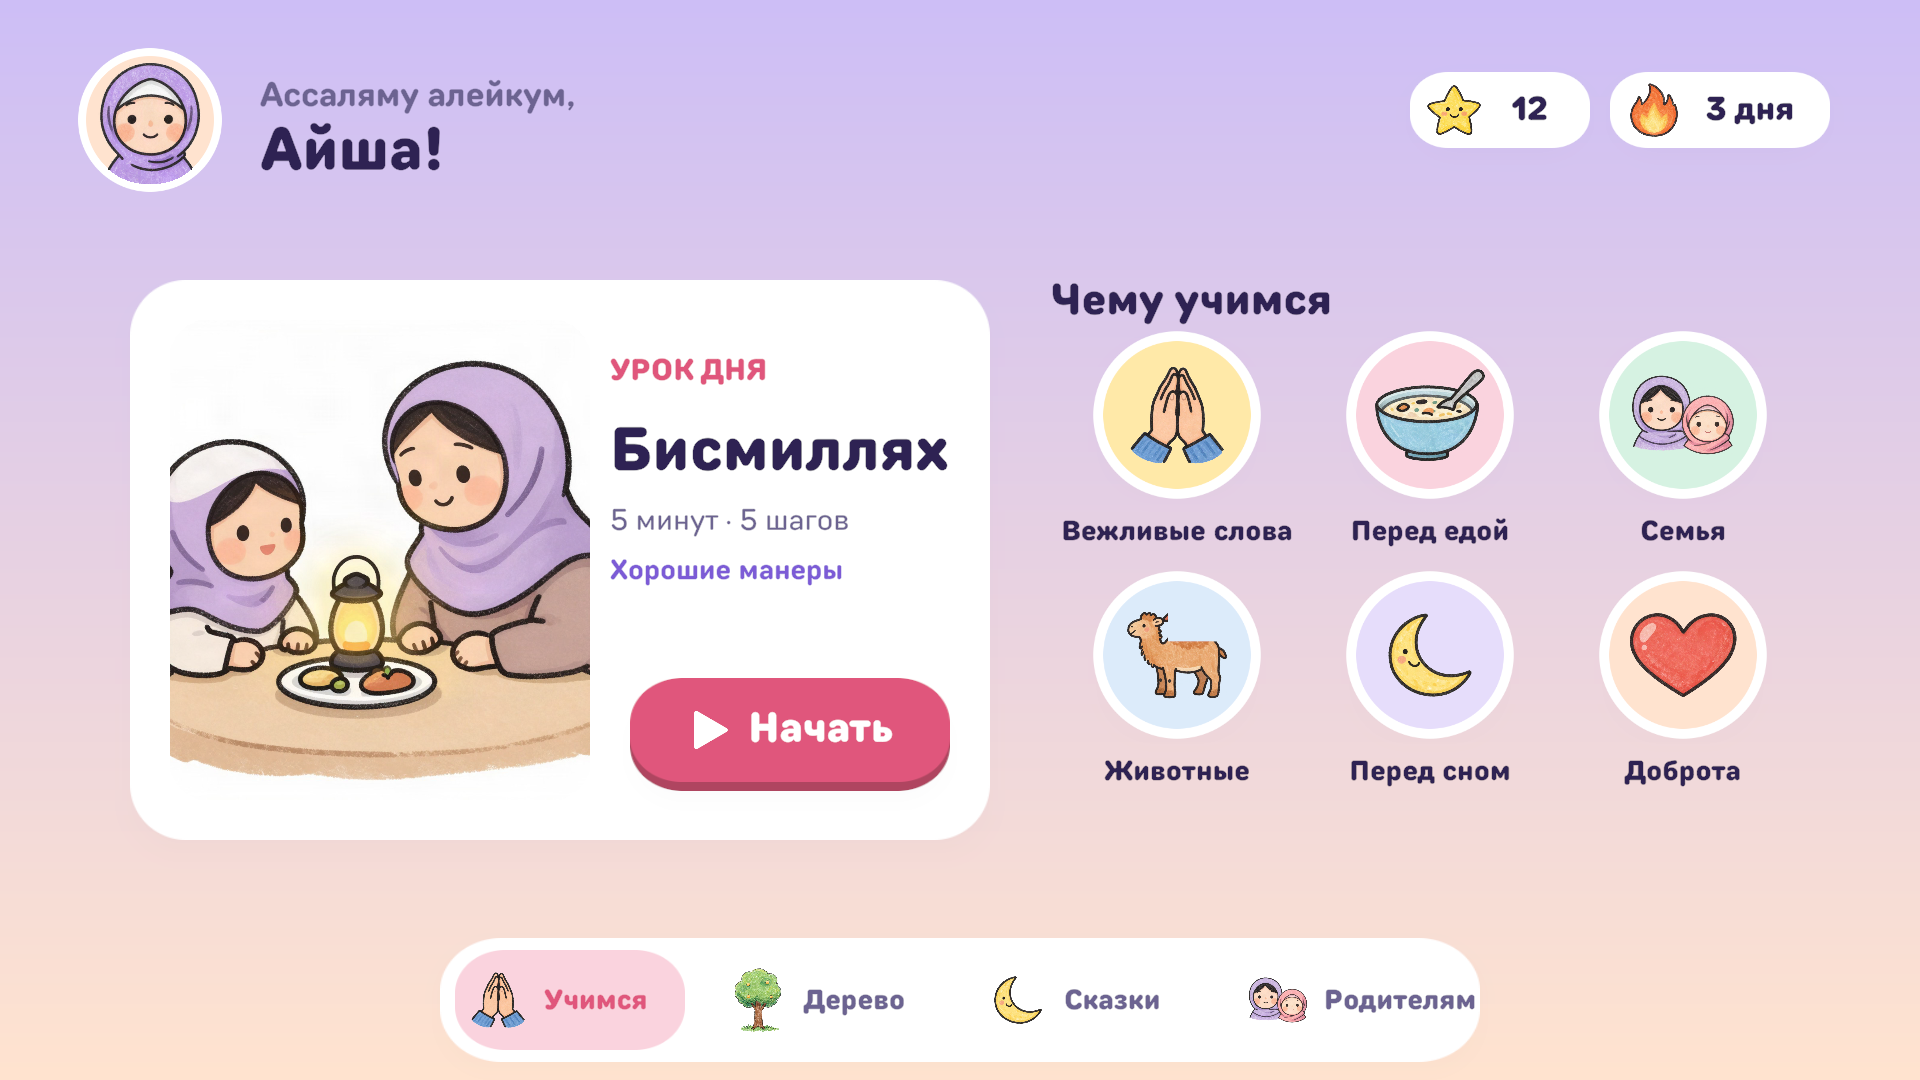 Ассаляму алейкум,
Айша!
12
3 дня
УРОК ДНЯ
Бисмиллях
5 минут · 5 шагов
Хорошие манеры
Начать
Чему учимся
Вежливые слова
Перед едой
Семья
Животные
Перед сном
Доброта
Учимся
Дерево
Сказки
Родителям